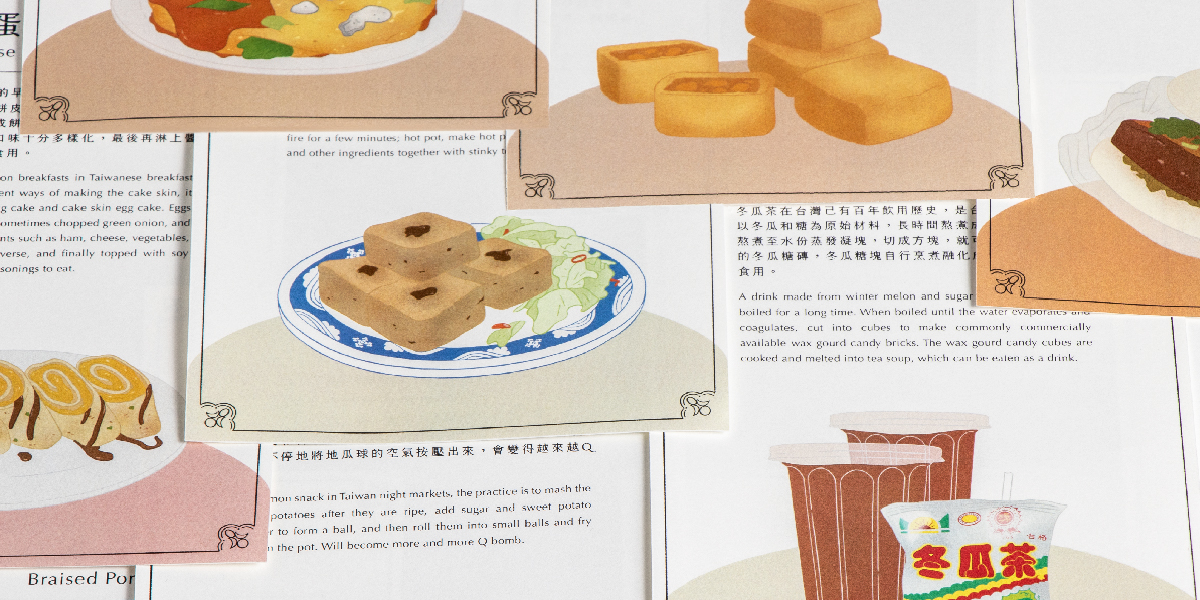 蛋
的早
餅皮
成餅
口味十分多樣化，最後再淋上醬
食用。
on breakfasts in Taiwanese breakfast
ent ways of making the cake skin, it
g cake and cake skin egg cake. Eggs
ometimes chopped green onion, and
nts such as ham, cheese, vegetables,
verse, and finally topped with soy
sonings to eat.
fire for a few minutes; hot pot, make hot p
and other ingredients together with stinky t
冬瓜茶在台灣已有百年飲用歷史，是台
以冬瓜和糖為原始材料，長時間熬煮成
熬煮至水份蒸發凝塊，切成方塊，就可
的冬瓜糖磚，冬瓜糖塊自行烹煮融化成
食用。
A drink made from winter melon and sugar
boiled for a long time. When boiled until the water evaporates and
coagulates, cut into cubes to make commonly commercially
available wax gourd candy bricks. The wax gourd candy cubes are
cooked and melted into tea soup, which can be eaten as a drink.
不停地將地瓜球的空氣按壓出來，會變得越來越Q。
mon snack in Taiwan night markets, the practice is to mash the
potatoes after they are ripe, add sugar and sweet potato
r to form a ball, and then roll them into small balls and fry
n the pot. Will become more and more Q bomb.
Braised Por
冬瓜茶